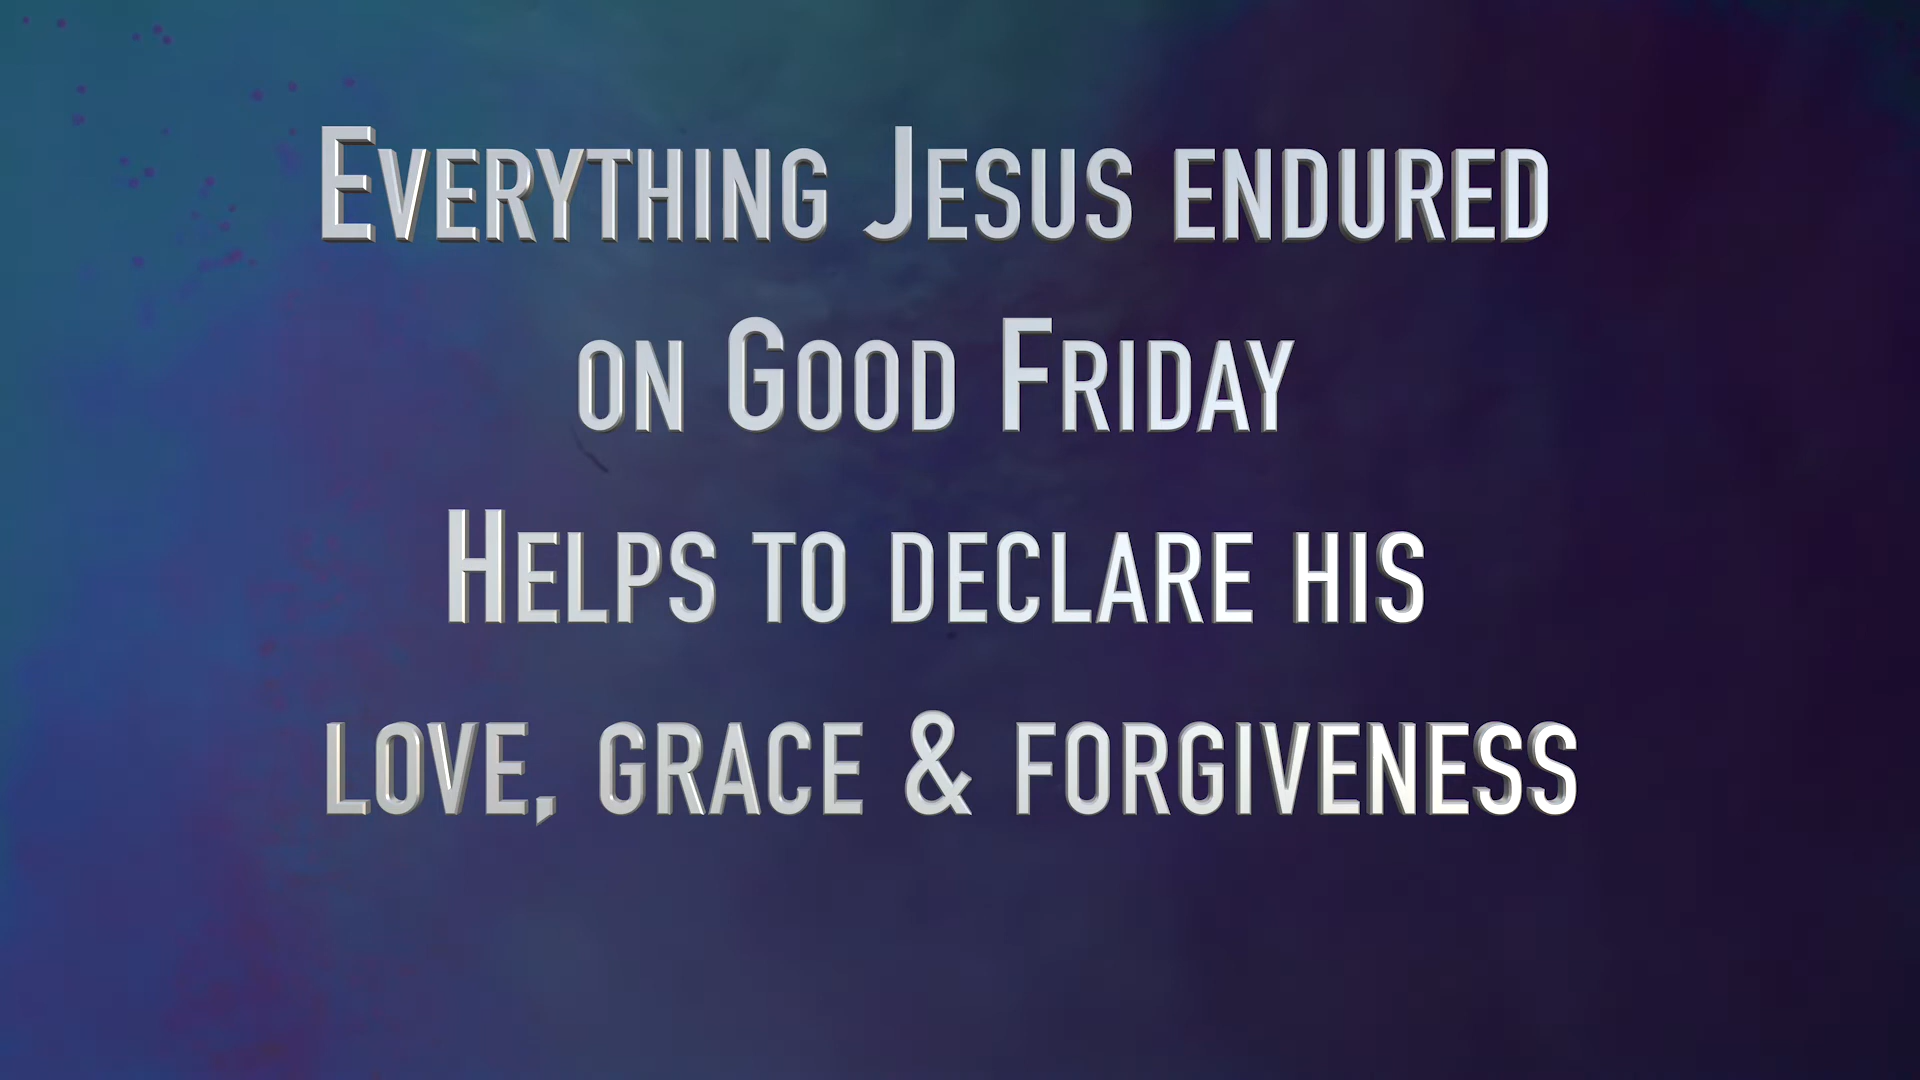 Everything Jesus endured
on Good Friday
Helps to declare his
love, grace & forgiveness